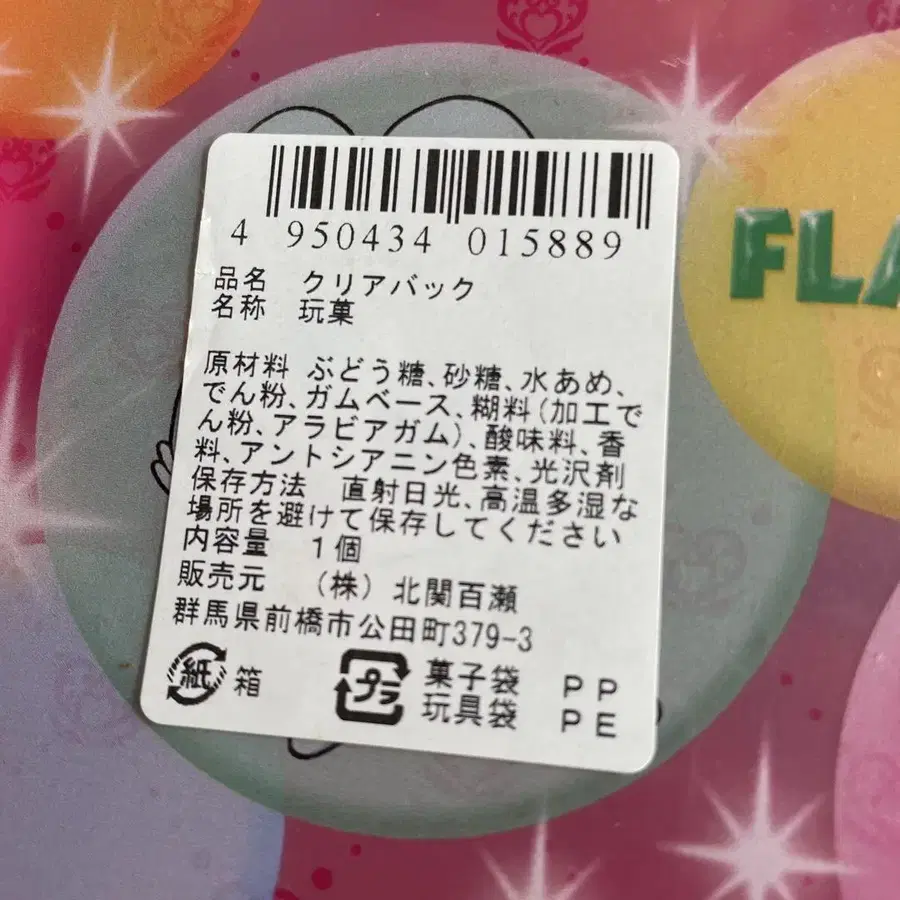 FLA
4 950434 015889
品名 クリアバック
名称 玩菓
原材料 ぶどう糖、砂糖、水あめ、
でん粉、ガムベース、糊料(加工で
ん粉、アラビアガム)、酸味料、香
料、アントシアニン色素、光沢剤
保存方法 直射日光、高温多湿な
場所を避けて保存してください
内容量 1個
販売元 (株)北関百瀬
群馬県前橋市公田町379-3
紙 箱
プラ 菓子袋 PP
玩具袋 PE